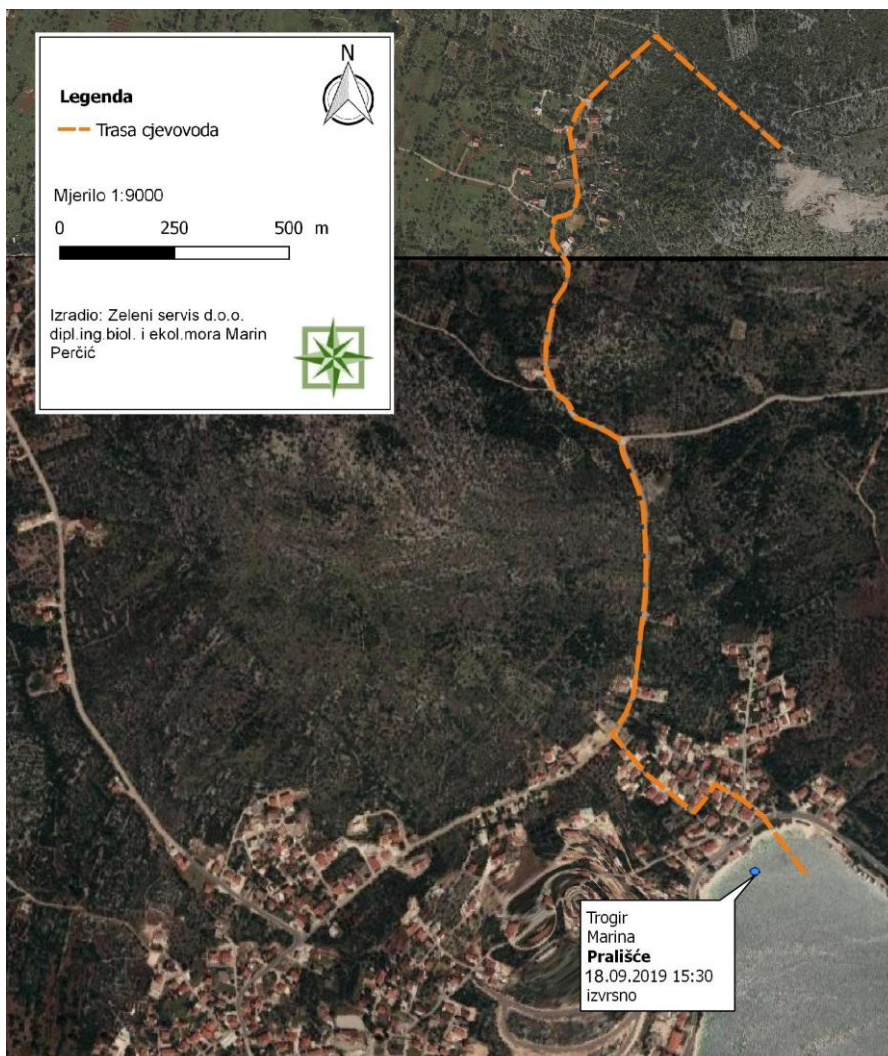 N
Legenda
Trasa cjevovoda
Mjerilo 1:9000
0 250 500 m
Izradio: Zeleni servis d.o.o.
dipl.ing.biol. i ekol.mora Marin
Perčić
Trogir
Marina
Prališće
18.09.2019 15:30
izvrsno